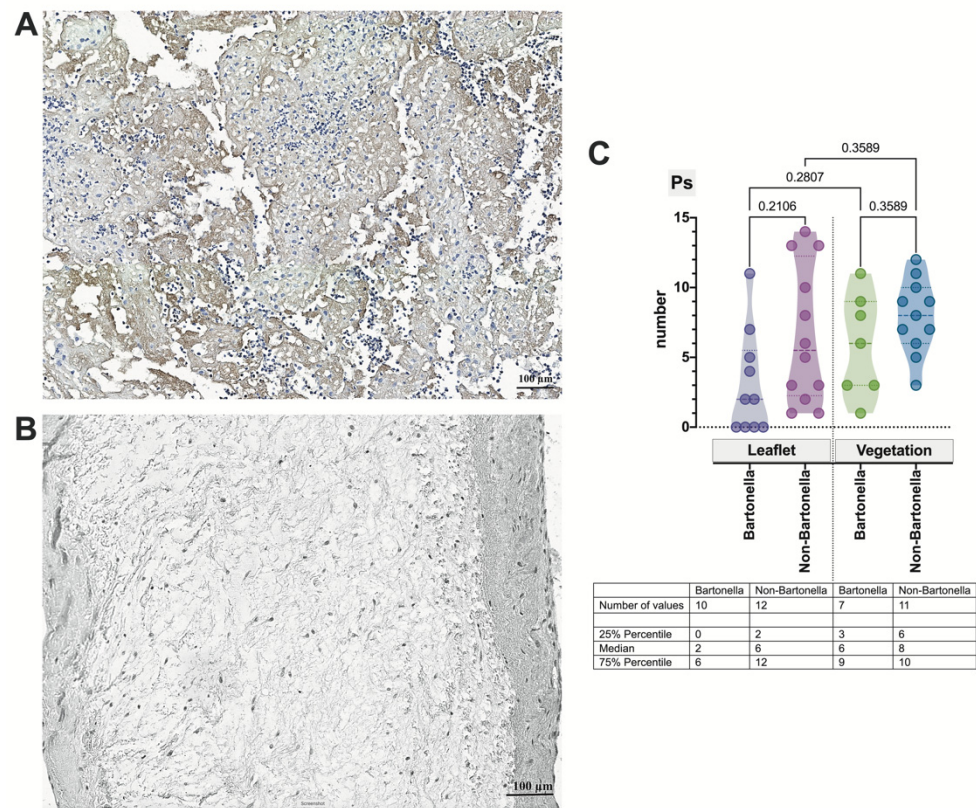 A
100 µm
B
100 µm
Screenshot
C
Ps
0.3589
0.2807
0.2106 0.3589
15
10
5
0
number
Leaflet Vegetation
Bartonella Non-Bartonella Bartonella Non-Bartonella
Bartonella Non-Bartonella Bartonella Non-Bartonella
Number of values 10 12 7 11
25% Percentile 0 2 3 6
Median 2 6 6 8
75% Percentile 6 12 9 10